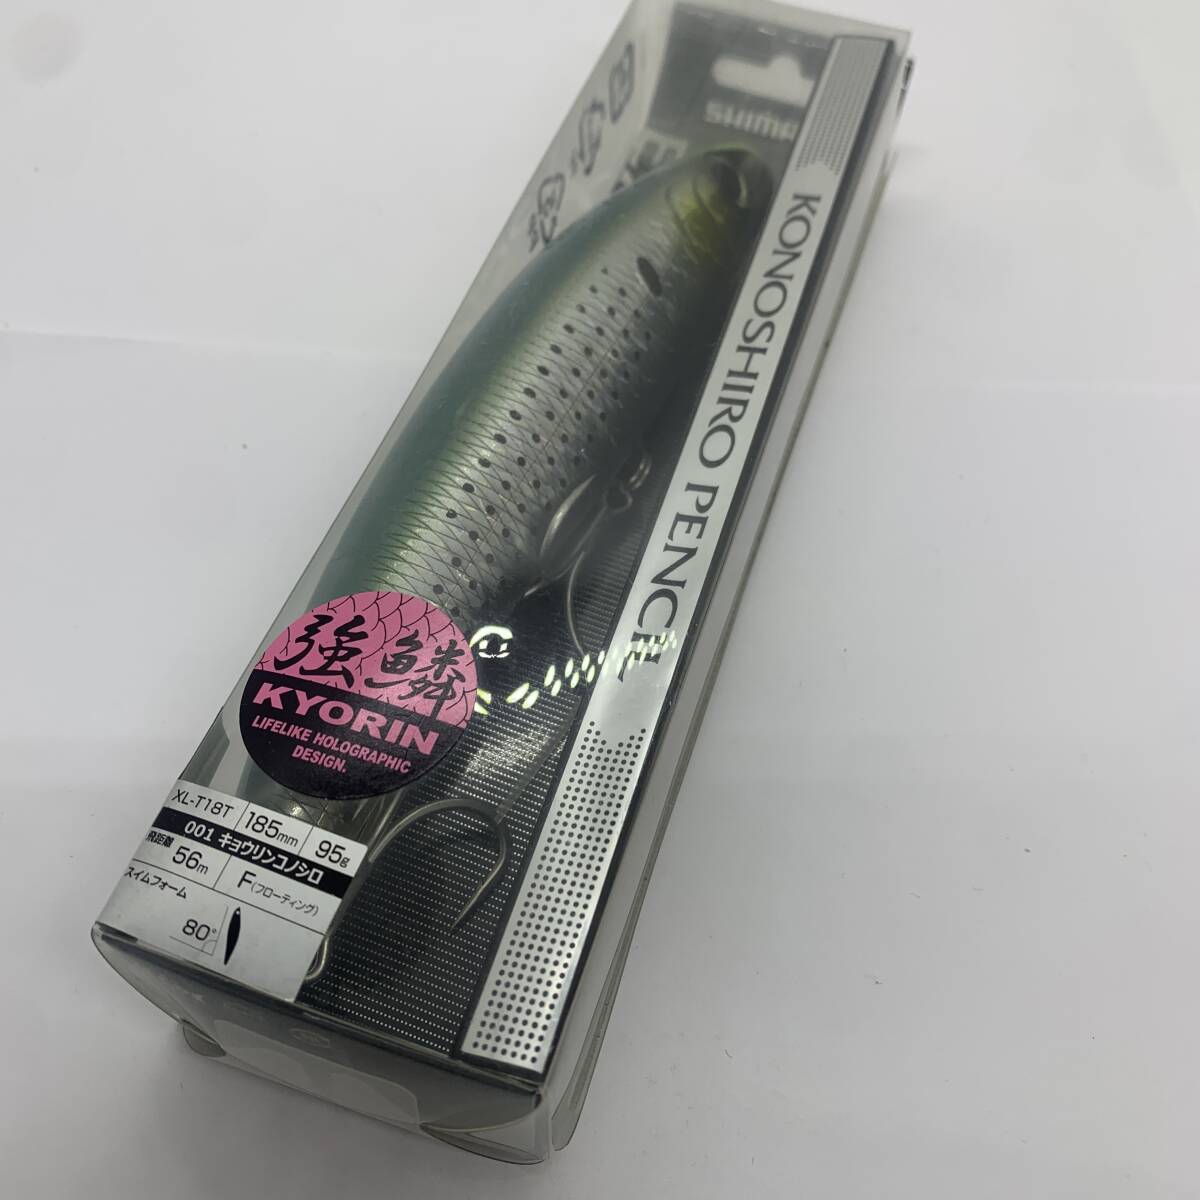 SHIMA
KONOSHIRO PENCIL
強鱗
KYORIN
LIFELIKE HOLOGRAPHIC
DESIGN.
XL-T18T 185mm 95g
001 キョウリンコノシロ
飛距離 56m F(フローティング)
スイムフォーム
80°